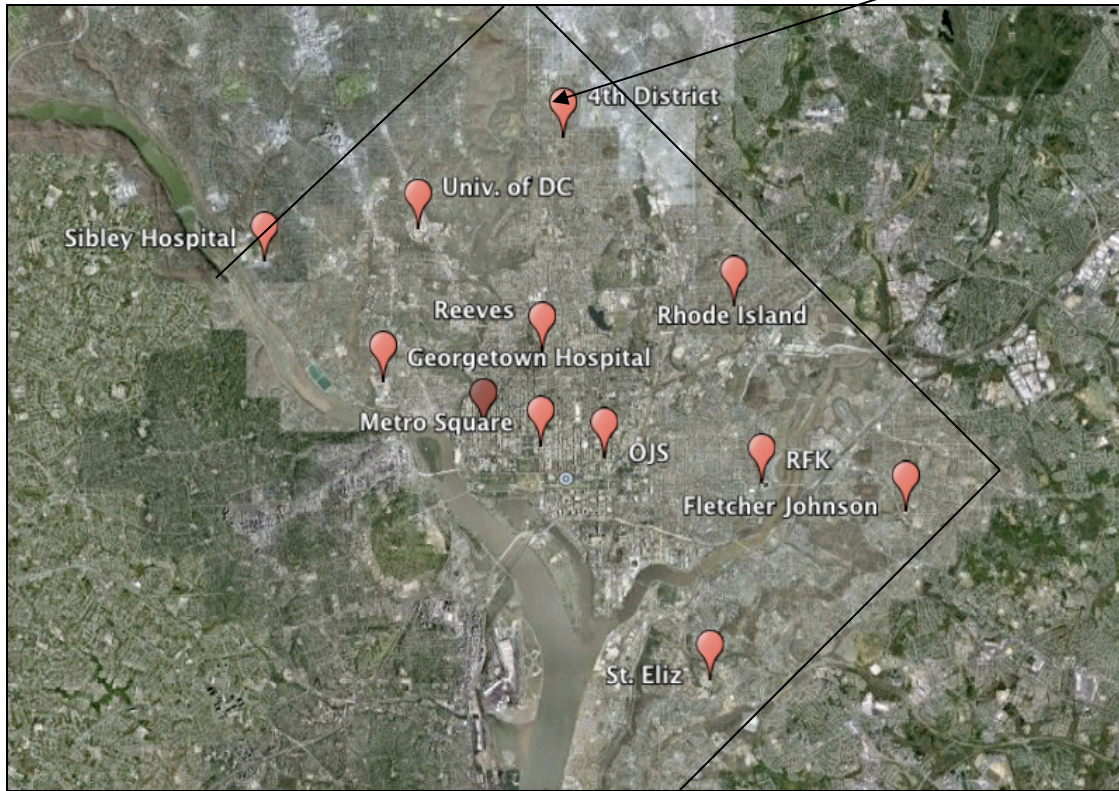 4th District
Univ. of DC
Sibley Hospital
Reeves
Rhode Island
Georgetown Hospital
Metro Square
OJS
RFK
Fletcher Johnson
St. Eliz